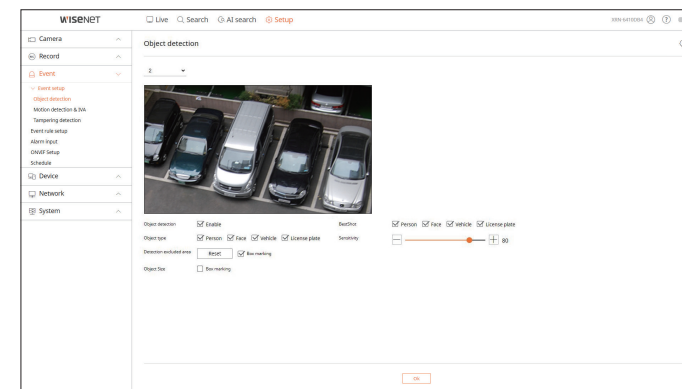 WISENET
Live Search AI search Setup
Camera
Record
Event
Event setup
Object detection
Motion detection & IVA
Tampering detection
Event rule setup
Alarm input
ONVIF Setup
Schedule
Device
Network
System
Object detection
2
Object detection Enable BestShot Person Face Vehicle License plate
Object type Person Face Vehicle License plate Sensitivity 80
Detection excluded area Reset Box marking
Object Size Box marking
OK